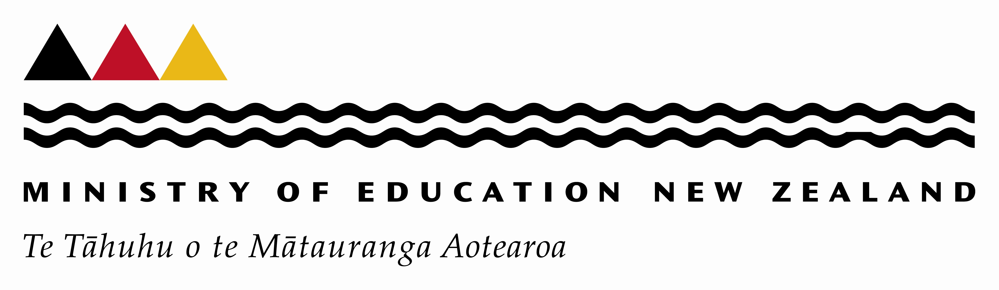 MINISTRY OF EDUCATION NEW ZEALAND
Te Tāhuhu o te Mātauranga Aotearoa